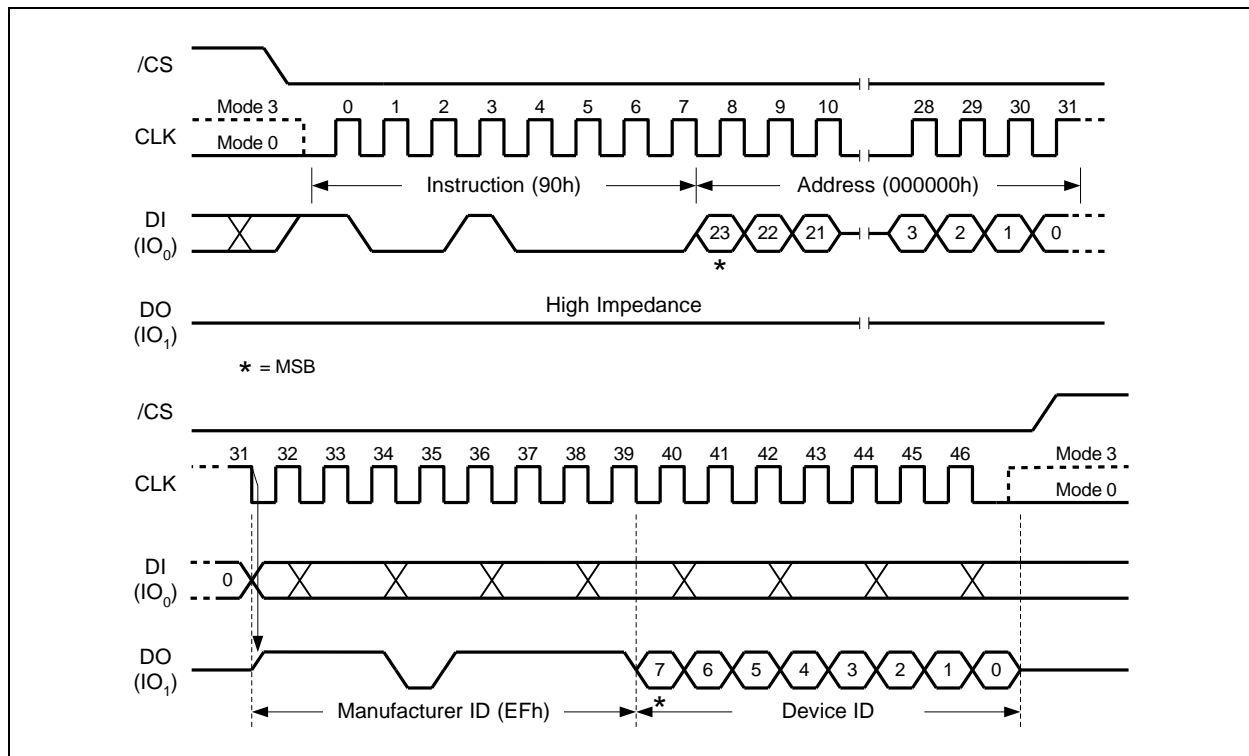 /CS
Mode 3 0 1 2 3 4 5 6 7 8 9 10 28 29 30 31
CLK
Mode 0
Instruction (90h) Address (000000h)
DI
(IO0) 23 22 21 3 2 1 0
*
High Impedance
DO
(IO1)
* = MSB
/CS
31 32 33 34 35 36 37 38 39 40 41 42 43 44 45 46 Mode 3
CLK
Mode 0
DI
(IO0) 0
DO
(IO1) 7 6 5 4 3 2 1 0
*
Manufacturer ID (EFh) Device ID